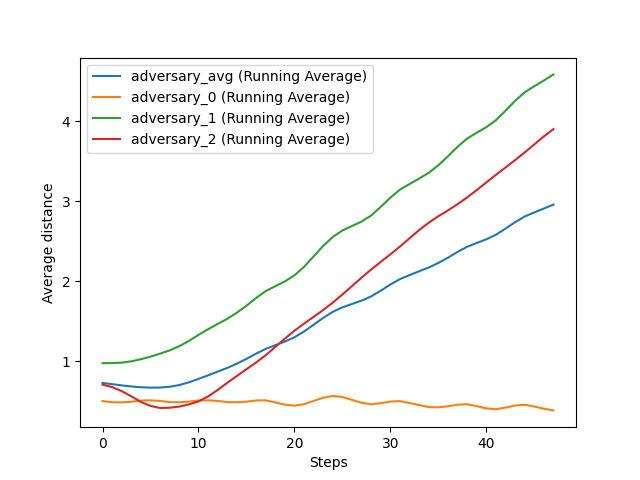 adversary_avg (Running Average)
adversary_0 (Running Average)
adversary_1 (Running Average)
adversary_2 (Running Average)
4
3
2
1
Average distance
0
10
20
30
40
Steps